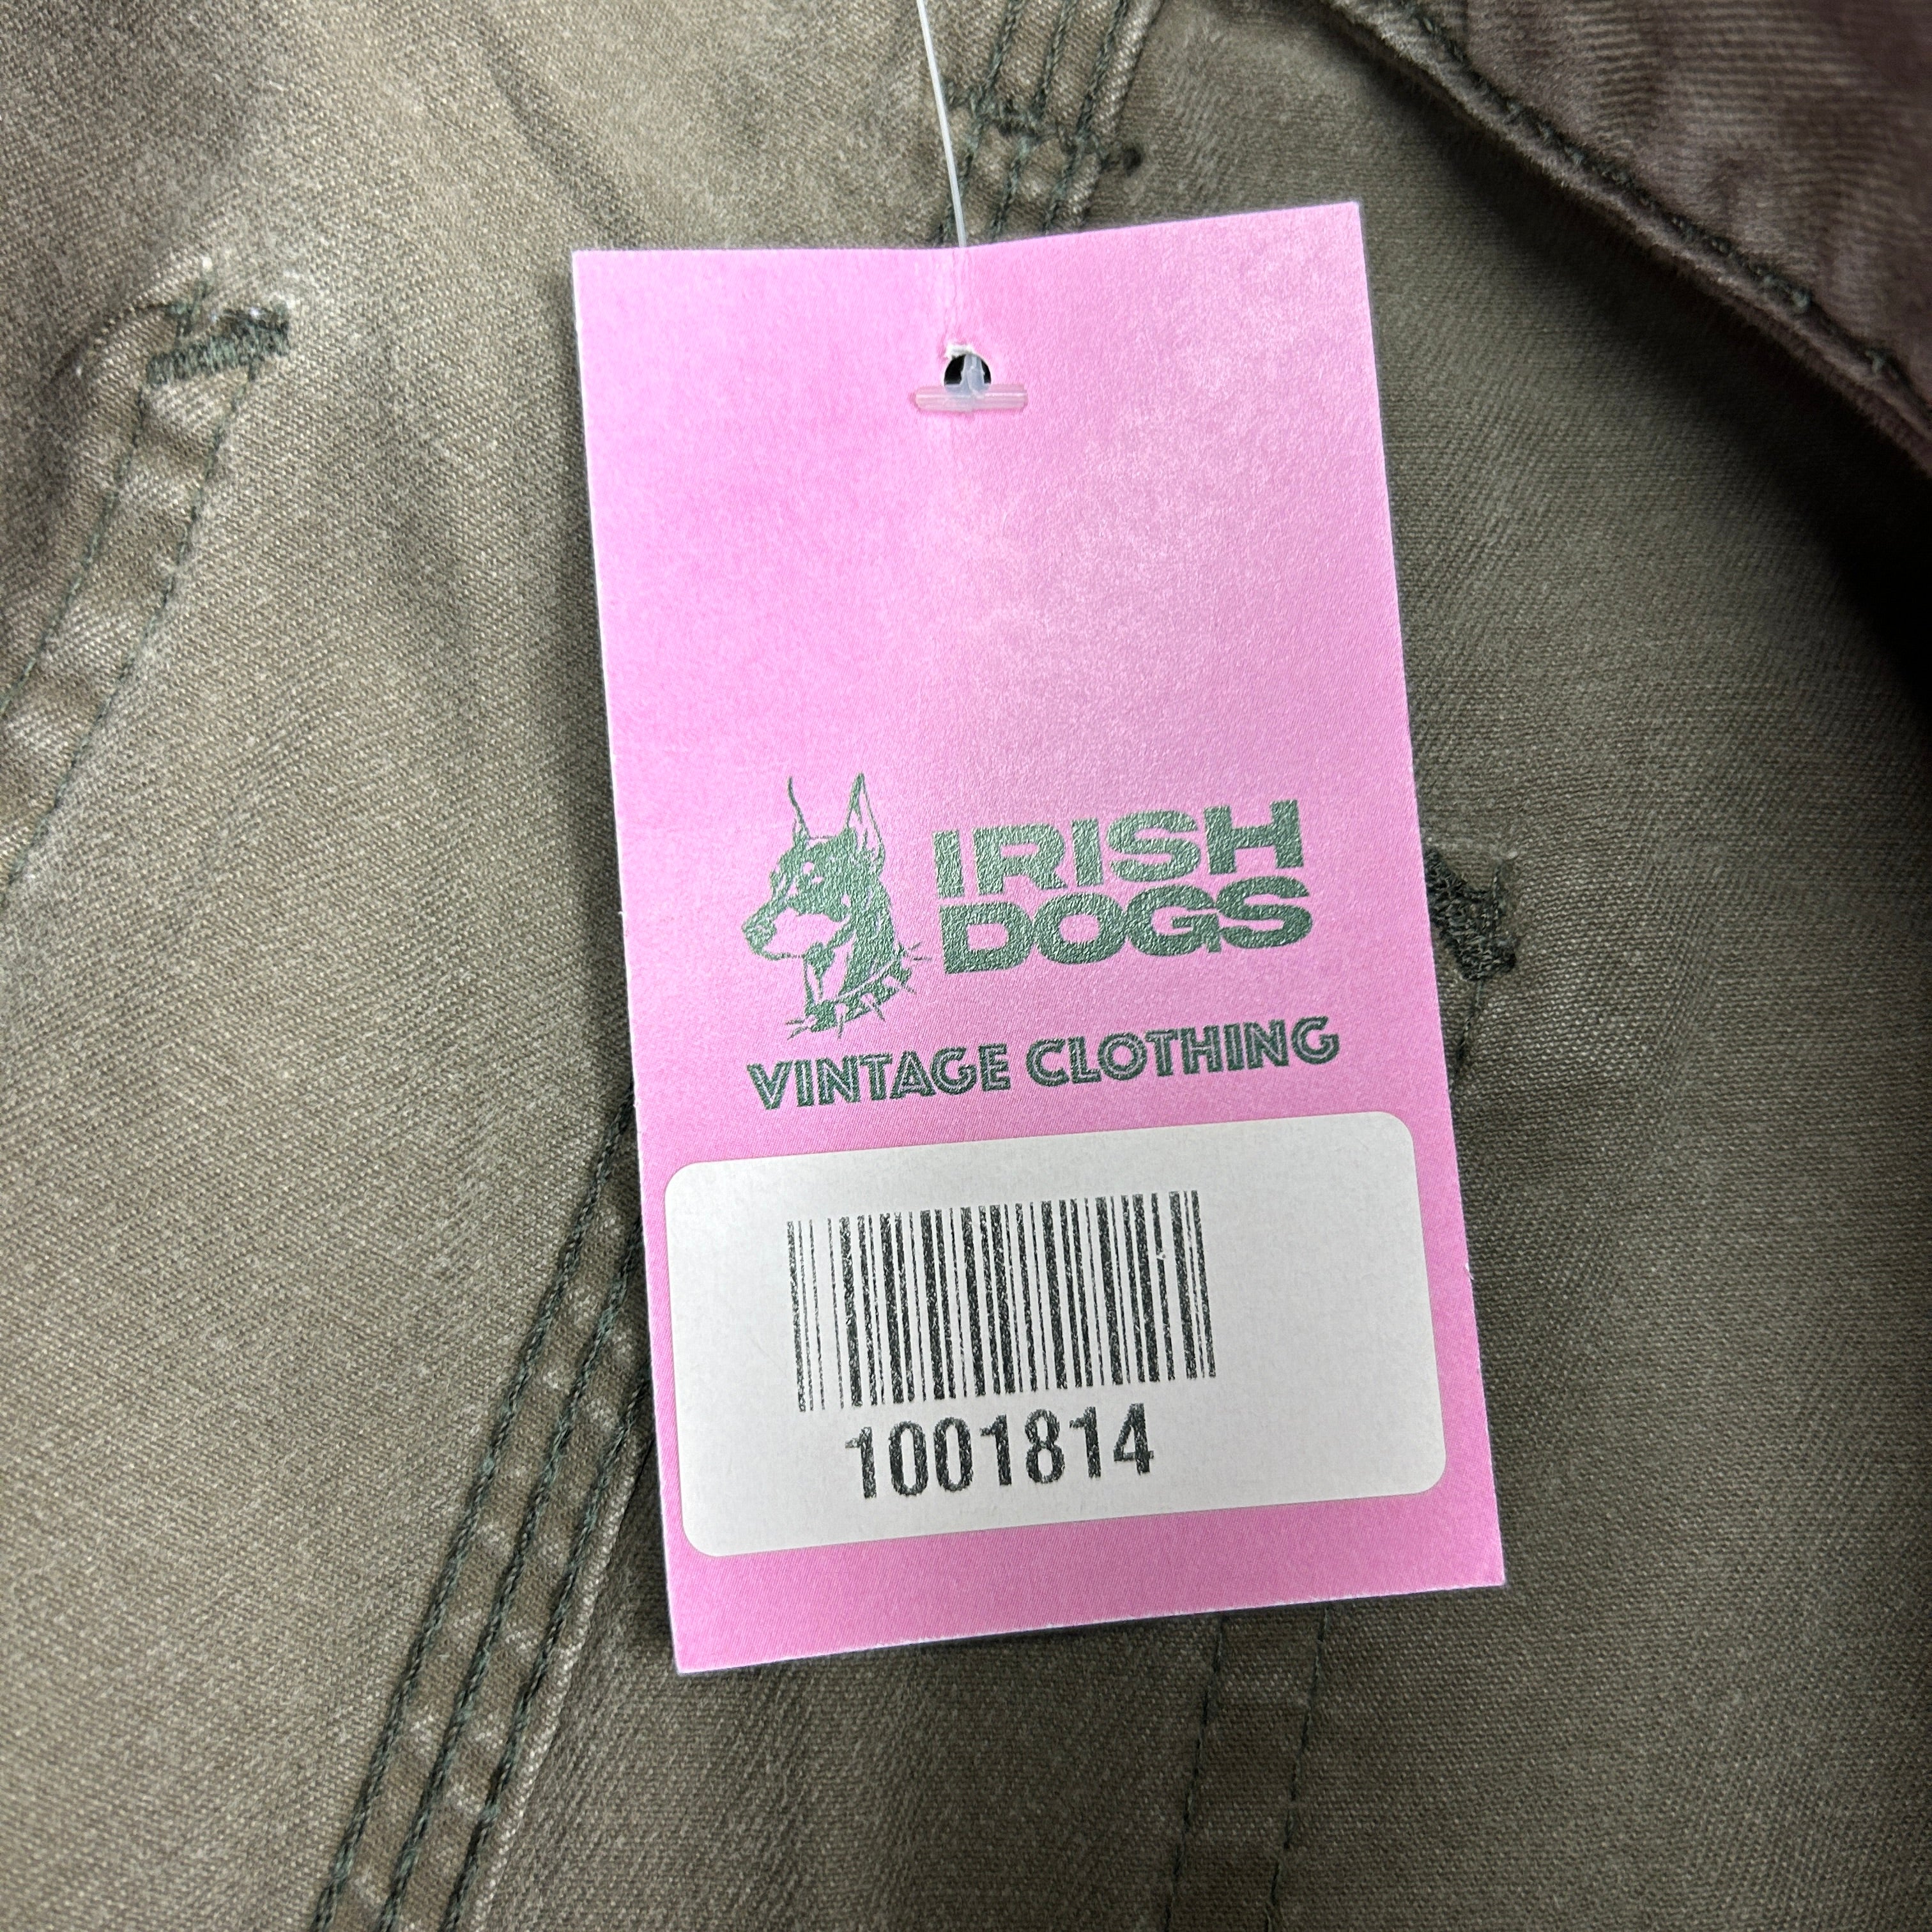 IRISH
DOGS
VINTAGE CLOTHING
1001814